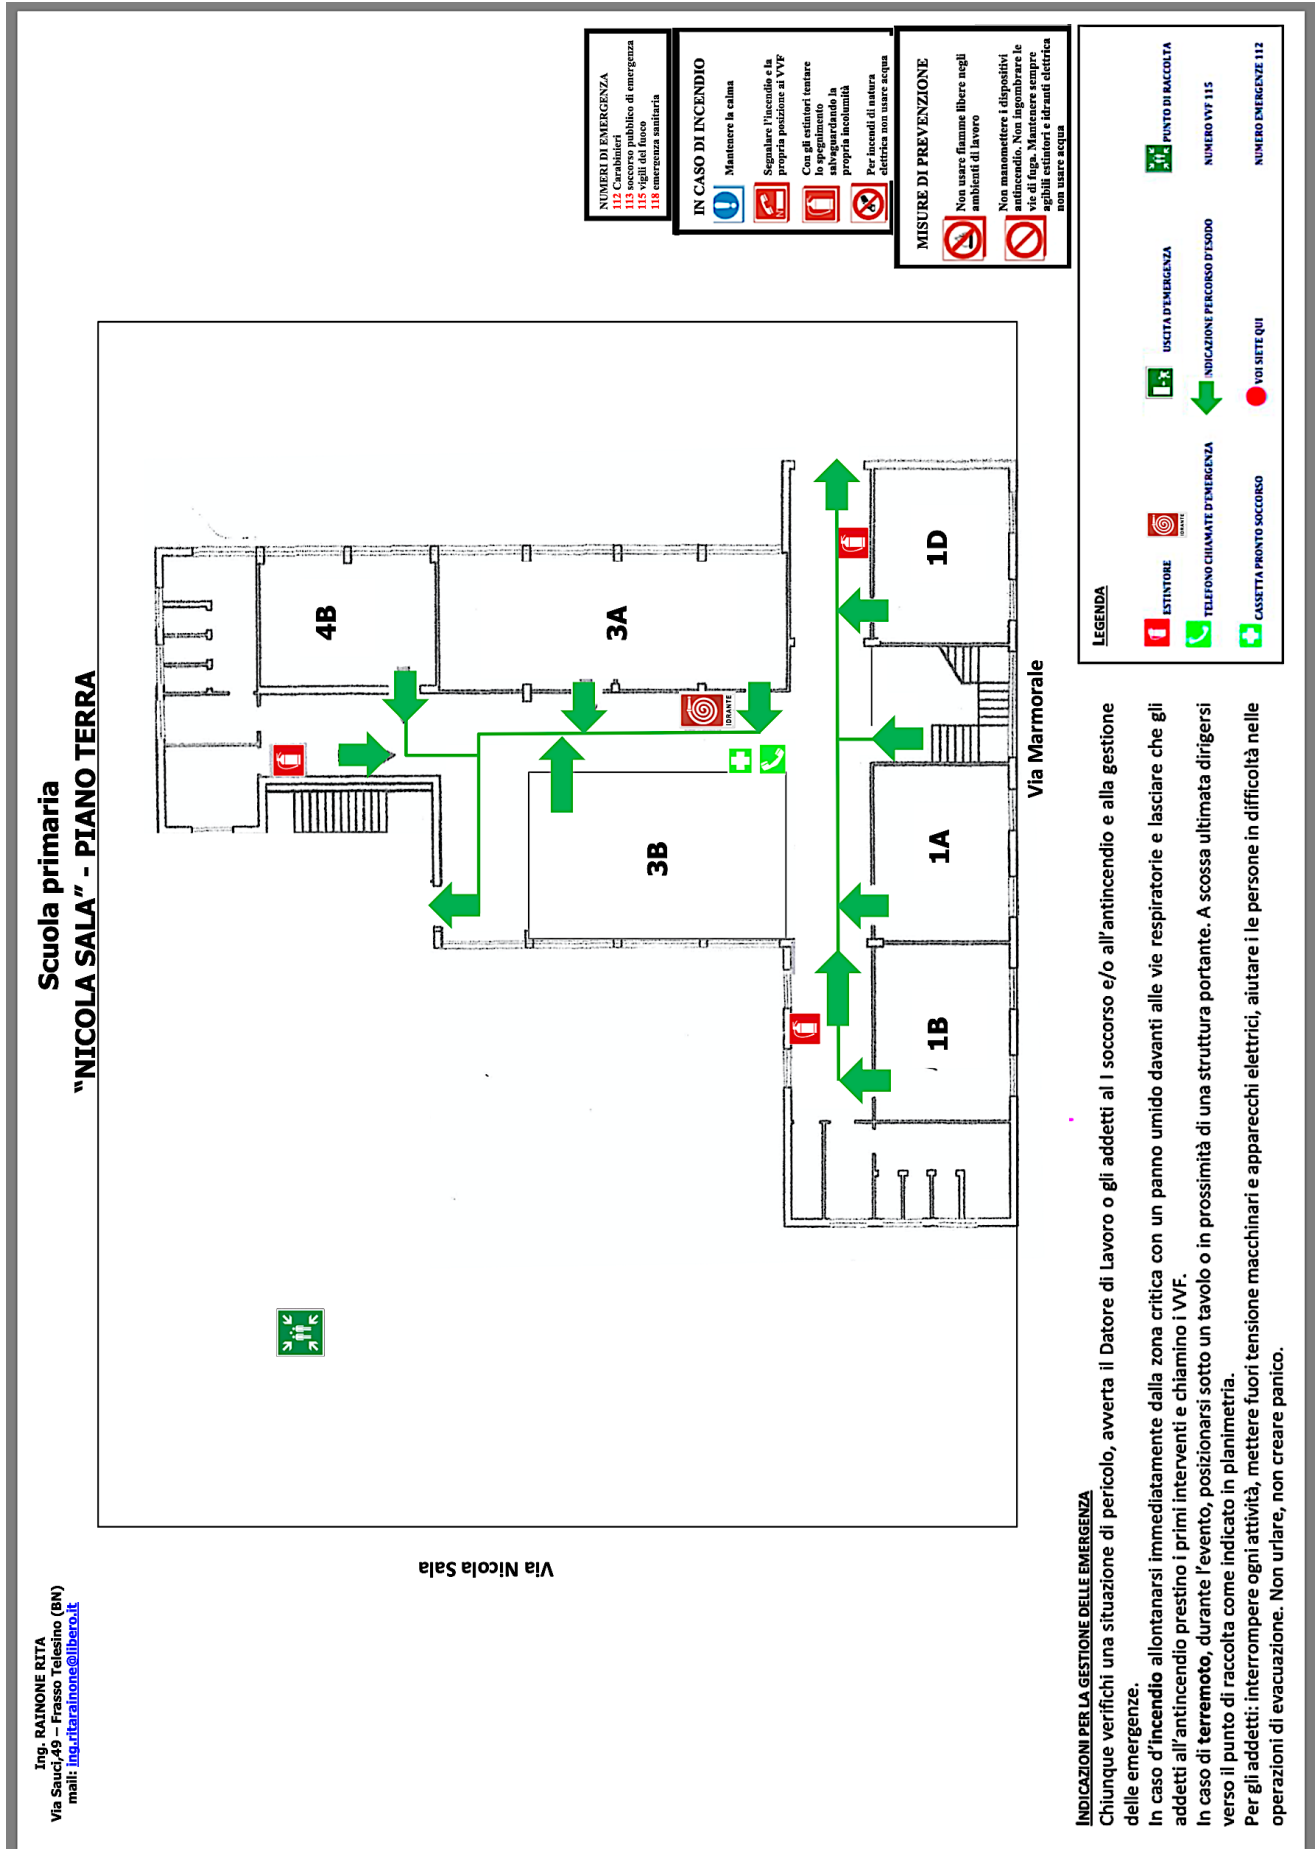 Ing. RAINONE RITA
Via Sauci,49 – Frasso Telesino (BN)
mail: ing.ritarainone@libero.it
Scuola primaria
"NICOLA SALA" - PIANO TERRA
NUMERI DI EMERGENZA
112 Carabinieri
113 soccorso pubblico di emergenza
115 vigili del fuoco
118 emergenza sanitaria
IN CASO DI INCENDIO
Mantenere la calma
Segnalare l'incendio e la
propria posizione ai VVF
Con gli estintori tentare
lo spegnimento
salvaguardando la
propria incolumità
Per incendi di natura
elettrica non usare acqua
MISURE DI PREVENZIONE
Non usare fiamme libere negli
ambienti di lavoro
Non manomettere i dispositivi
antincendio. Non ingombrare le
vie di fuga. Mantenere sempre
agibili estintori e idranti elettrica
non usare acqua
4B
3A
IDRANTE
3B
1D
1A
1B
Via Nicola Sala
Via Marmorale
LEGENDA
ESTINTORE
IDRANTE
USCITA D'EMERGENZA
PUNTO DI RACCOLTA
TELEFONO CHIAMATE D'EMERGENZA
INDICAZIONE PERCORSO D'ESODO
NUMERO VVF 115
CASSETTA PRONTO SOCCORSO
VOI SIETE QUI
NUMERO EMERGENZE 112
INDICAZIONI PER LA GESTIONE DELLE EMERGENZA
Chiunque verifichi una situazione di pericolo, avverta il Datore di Lavoro o gli addetti al I soccorso e/o all'antincendio e alla gestione
delle emergenze.
In caso d'incendio allontanarsi immediatamente dalla zona critica con un panno umido davanti alle vie respiratorie e lasciare che gli
addetti all'antincendio prestino i primi interventi e chiamino i VVF.
In caso di terremoto, durante l'evento, posizionarsi sotto un tavolo o in prossimità di una struttura portante. A scossa ultimata dirigersi
verso il punto di raccolta come indicato in planimetria.
Per gli addetti: interrompere ogni attività, mettere fuori tensione macchinari e apparecchi elettrici, aiutare i le persone in difficoltà nelle
operazioni di evacuazione. Non urlare, non creare panico.